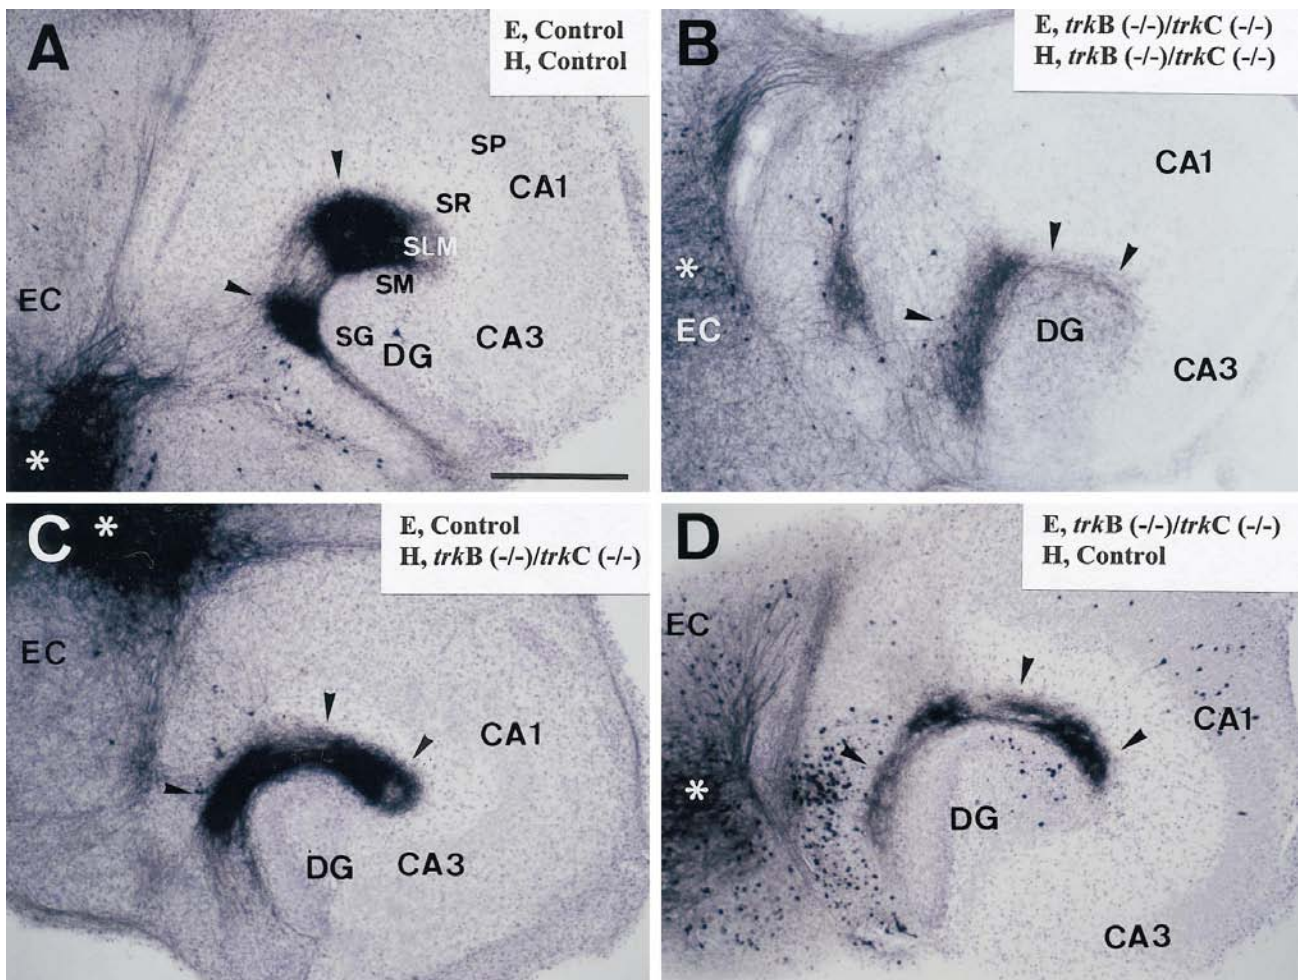 A
E, Control
H, Control
SP
CA1
SR
SLM
SM
EC
SG
DG
CA3
*
B
E, trkB (-/-)/trkC (-/-)
H, trkB (-/-)/trkC (-/-)
CA1
*
EC
DG
CA3
C
*
E, Control
H, trkB (-/-)/trkC (-/-)
EC
CA1
DG
CA3
D
E, trkB (-/-)/trkC (-/-)
H, Control
EC
CA1
*
DG
CA3